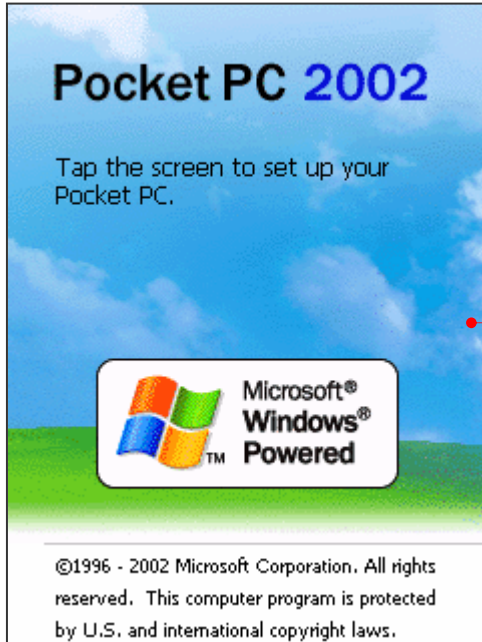 Pocket PC 2002
Tap the screen to set up your
Pocket PC.
Microsoft®
Windows®
Powered
TM
©1996 - 2002 Microsoft Corporation. All rights
reserved. This computer program is protected
by U.S. and international copyright laws.